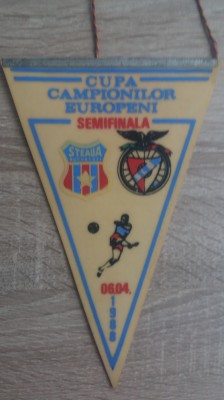 CUPA
CAMPIONILOR
EUROPENI
SEMIFINALA
STEAUA
06.04.
1988